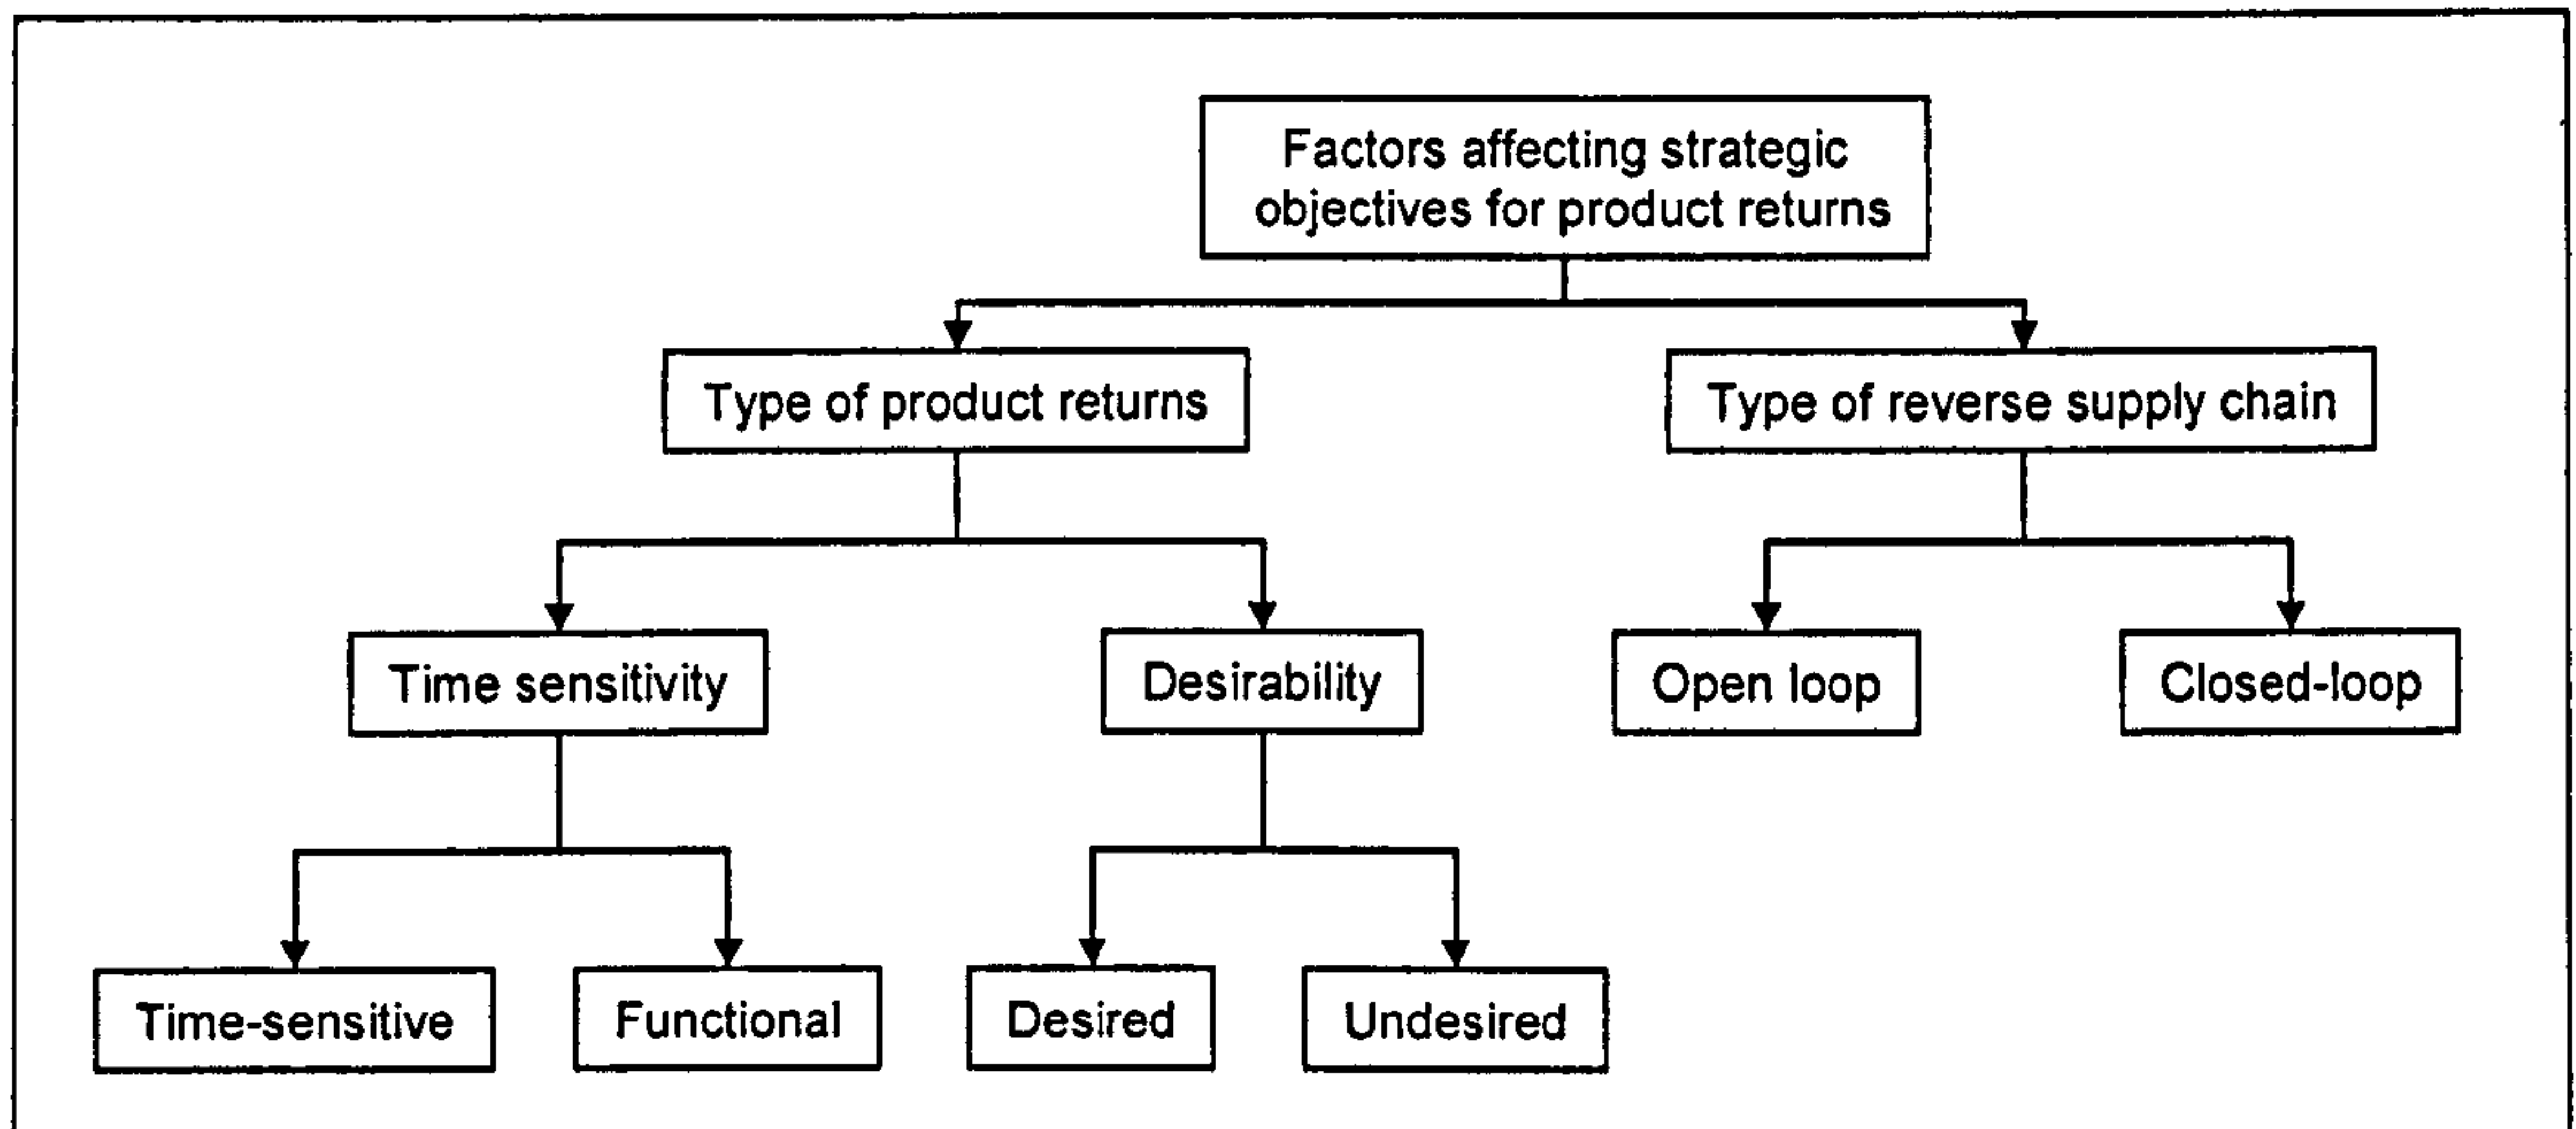 Factors affecting strategic
objectives for product returns
Type of product returns
Type of reverse supply chain
Time sensitivity
Desirability
Open loop
Closed-loop
Time-sensitive
Functional
Desired
Undesired